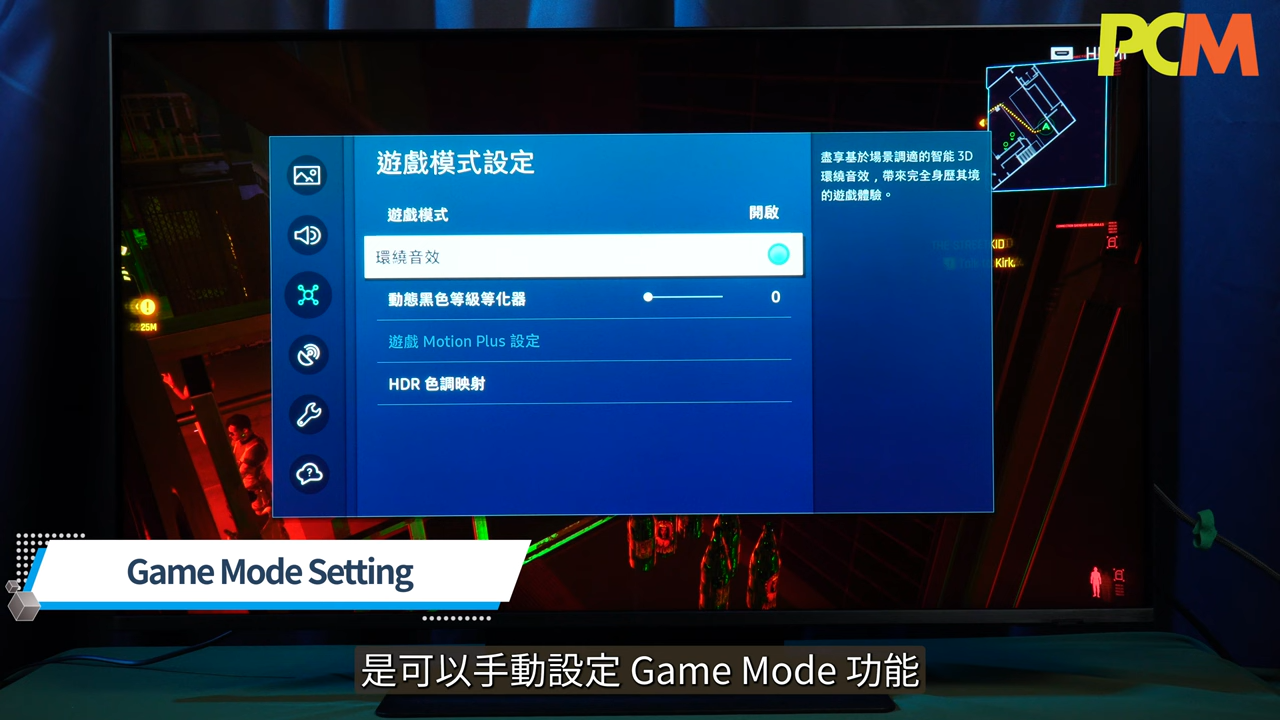 PCM
HDMI
遊戲模式設定
遊戲模式
開啟
環繞音效
動態黑色等級等化器
0
遊戲 Motion Plus 設定
HDR 色調映射
盡享基於場景調適的智能 3D
環繞音效，帶來完全身歷其境
的遊戲體驗。
Kirk.
25M
Game Mode Setting
是可以手動設定 Game Mode 功能